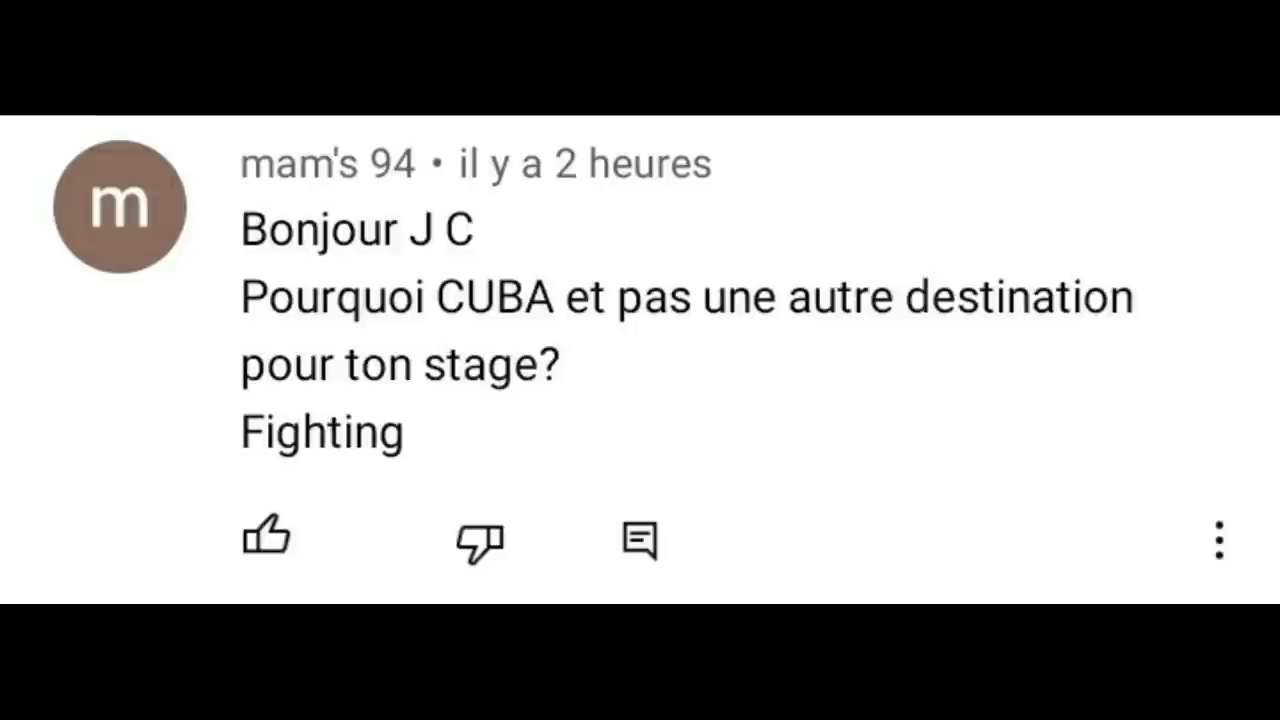 m
mam's 94 • il y a 2 heures
Bonjour J C
Pourquoi CUBA et pas une autre destination
pour ton stage?
Fighting